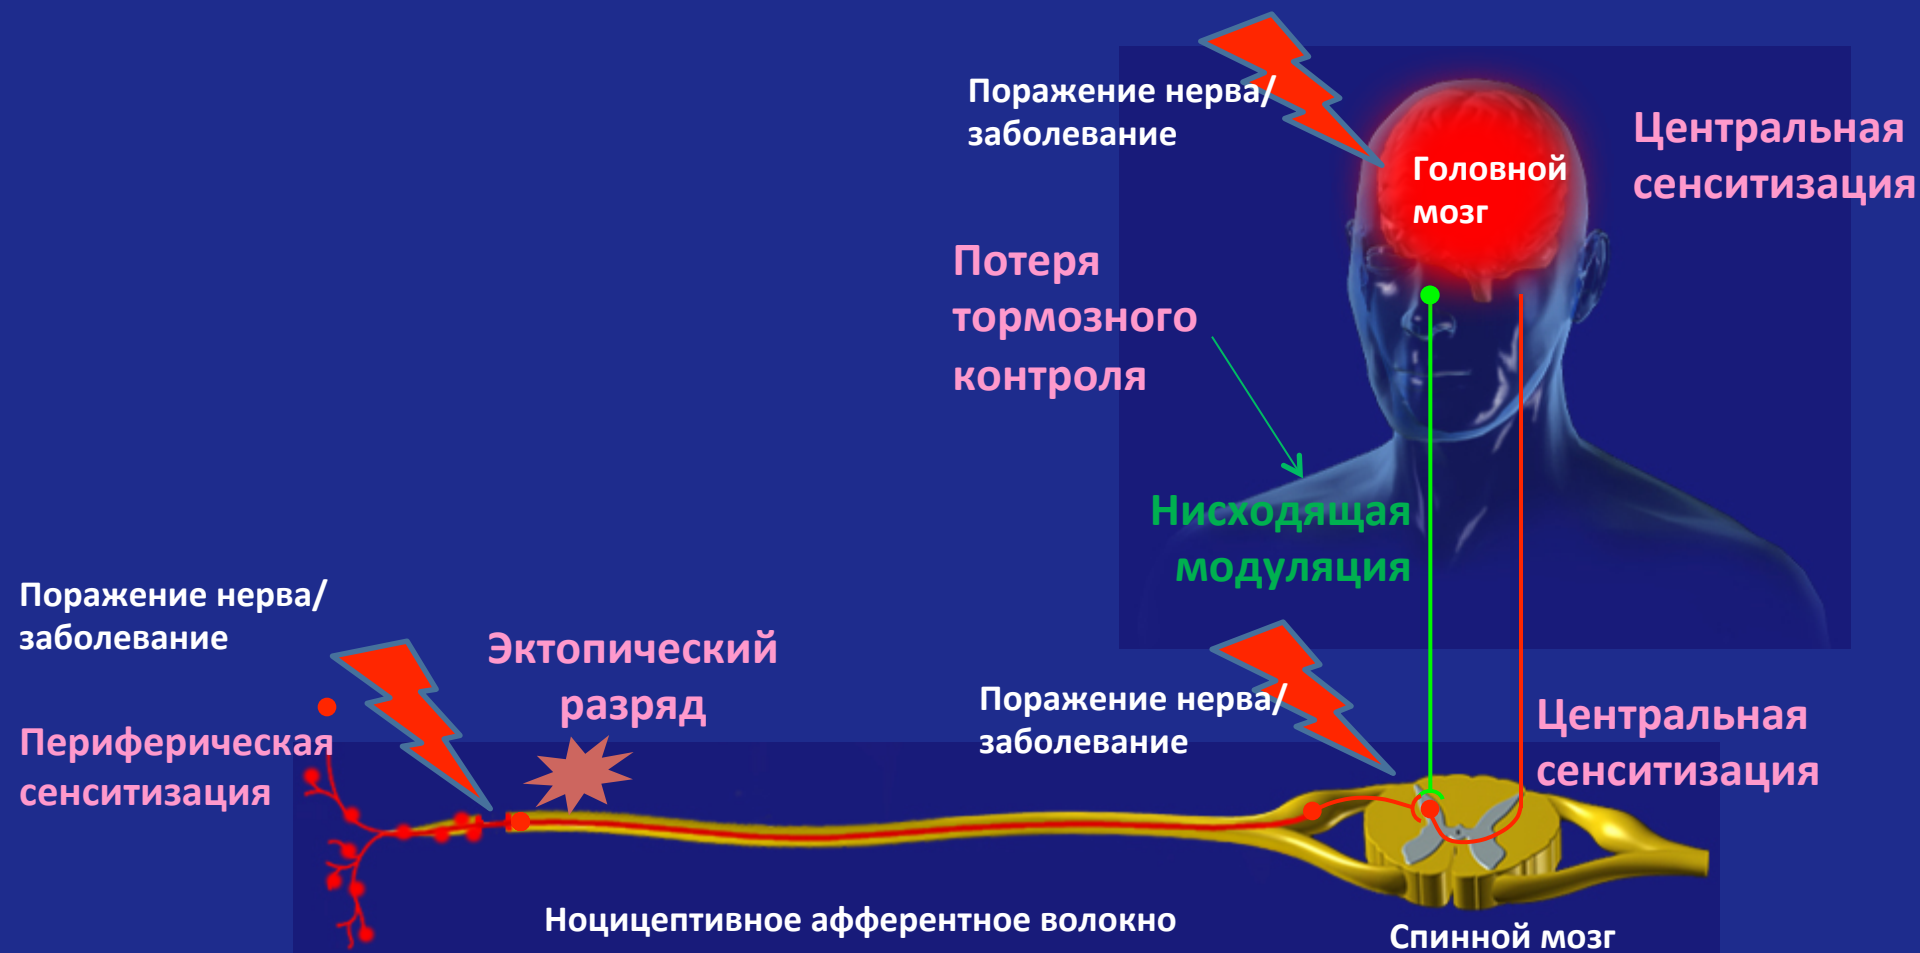 Поражение нерва/
заболевание
Головной
мозг
Центральная
сенситизация
Потеря
тормозного
контроля
Нисходящая
модуляция
Поражение нерва/
заболевание
Эктопический
разряд
Периферическая
сенситизация
Поражение нерва/
заболевание
Центральная
сенситизация
Ноцицептивное афферентное волокно
Спинной мозг